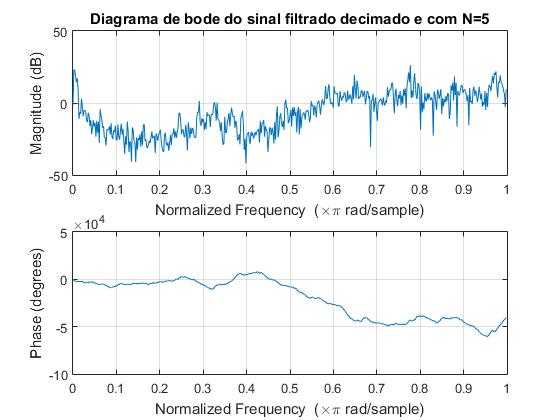 Diagrama de bode do sinal filtrado decimado e com N=5
50
0
-50
Magnitude (dB)
0 0.1 0.2 0.3 0.4 0.5 0.6 0.7 0.8 0.9 1
Normalized Frequency (×π rad/sample)
×10^4
5
0
-5
-10
Phase (degrees)
0 0.1 0.2 0.3 0.4 0.5 0.6 0.7 0.8 0.9 1
Normalized Frequency (×π rad/sample)